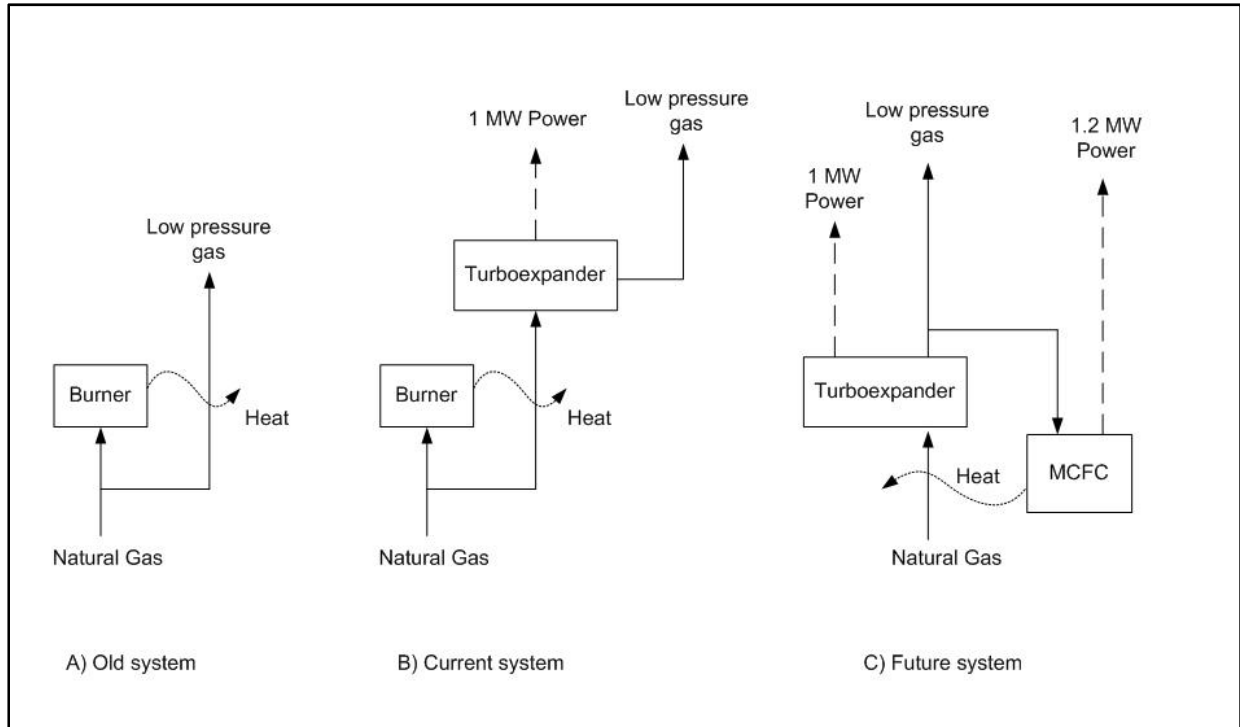 Low pressure
gas
Burner
Heat
Natural Gas
A) Old system
1 MW Power
Low pressure
gas
Turboexpander
Burner
Heat
Natural Gas
B) Current system
Low pressure
gas
1 MW
Power
1.2 MW
Power
Turboexpander
Heat
MCFC
Natural Gas
C) Future system